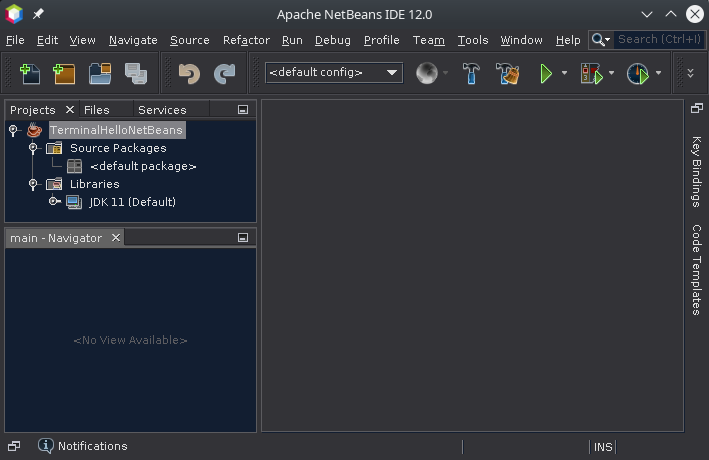 Apache NetBeans IDE 12.0
File Edit View Navigate Source Refactor Run Debug Profile Team Tools Window Help Search (Ctrl+I)
<default config>
Projects Files Services
TerminalHelloNetBeans
Source Packages
<default package>
Libraries
JDK 11 (Default)
main - Navigator
<No View Available>
Key Bindings
Code Templates
Notifications
INS